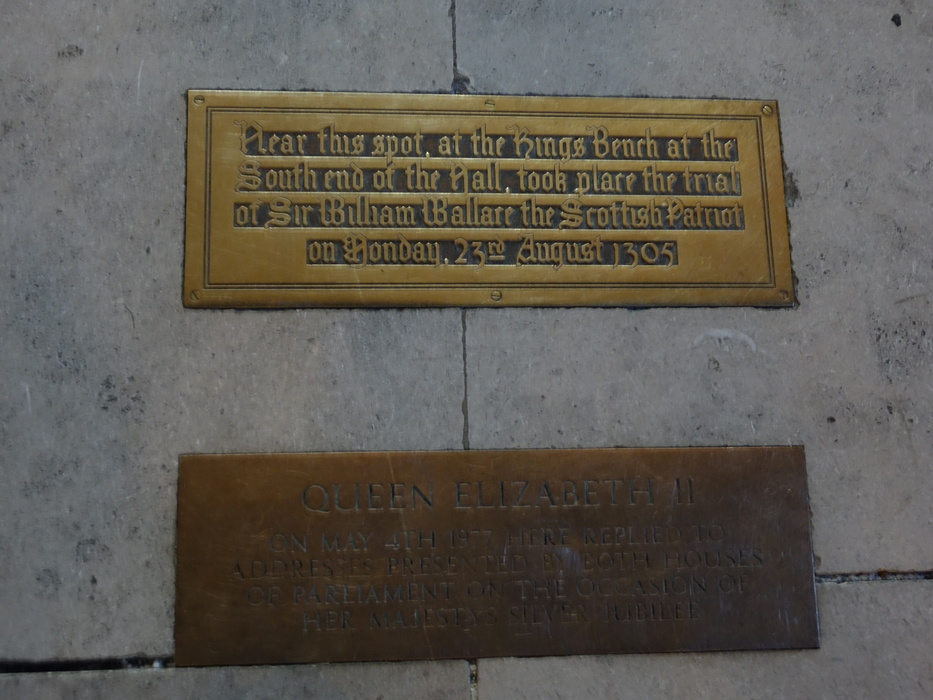 Near this spot, at the Kings Bench at the
South end of the Hall, took place the trial
of Sir William Wallace the Scottish Patriot
on Monday, 23rd August 1305
QUEEN ELIZABETH II
ON MAY 4TH 1977 HERE REPLIED TO
ADDRESSES PRESENTED BY BOTH HOUSES
OF PARLIAMENT ON THE OCCASION OF
HER MAJESTY'S SILVER JUBILEE